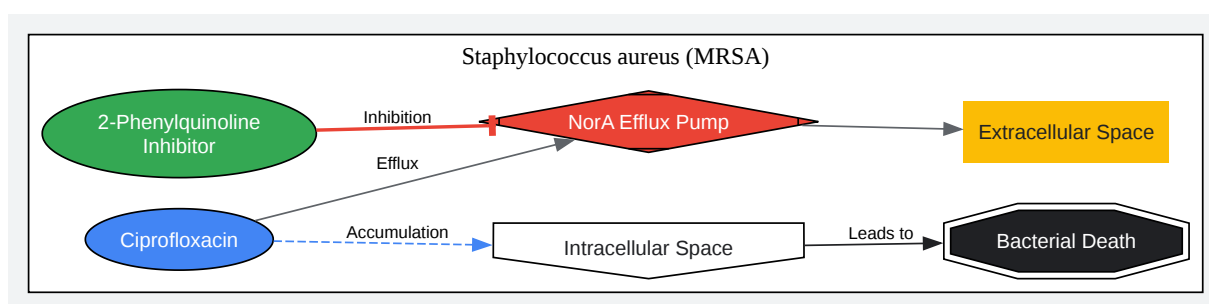 Staphylococcus aureus (MRSA)
2-Phenylquinoline
Inhibitor
Inhibition
NorA Efflux Pump
Extracellular Space
Efflux
Ciprofloxacin
Accumulation
Intracellular Space
Leads to
Bacterial Death